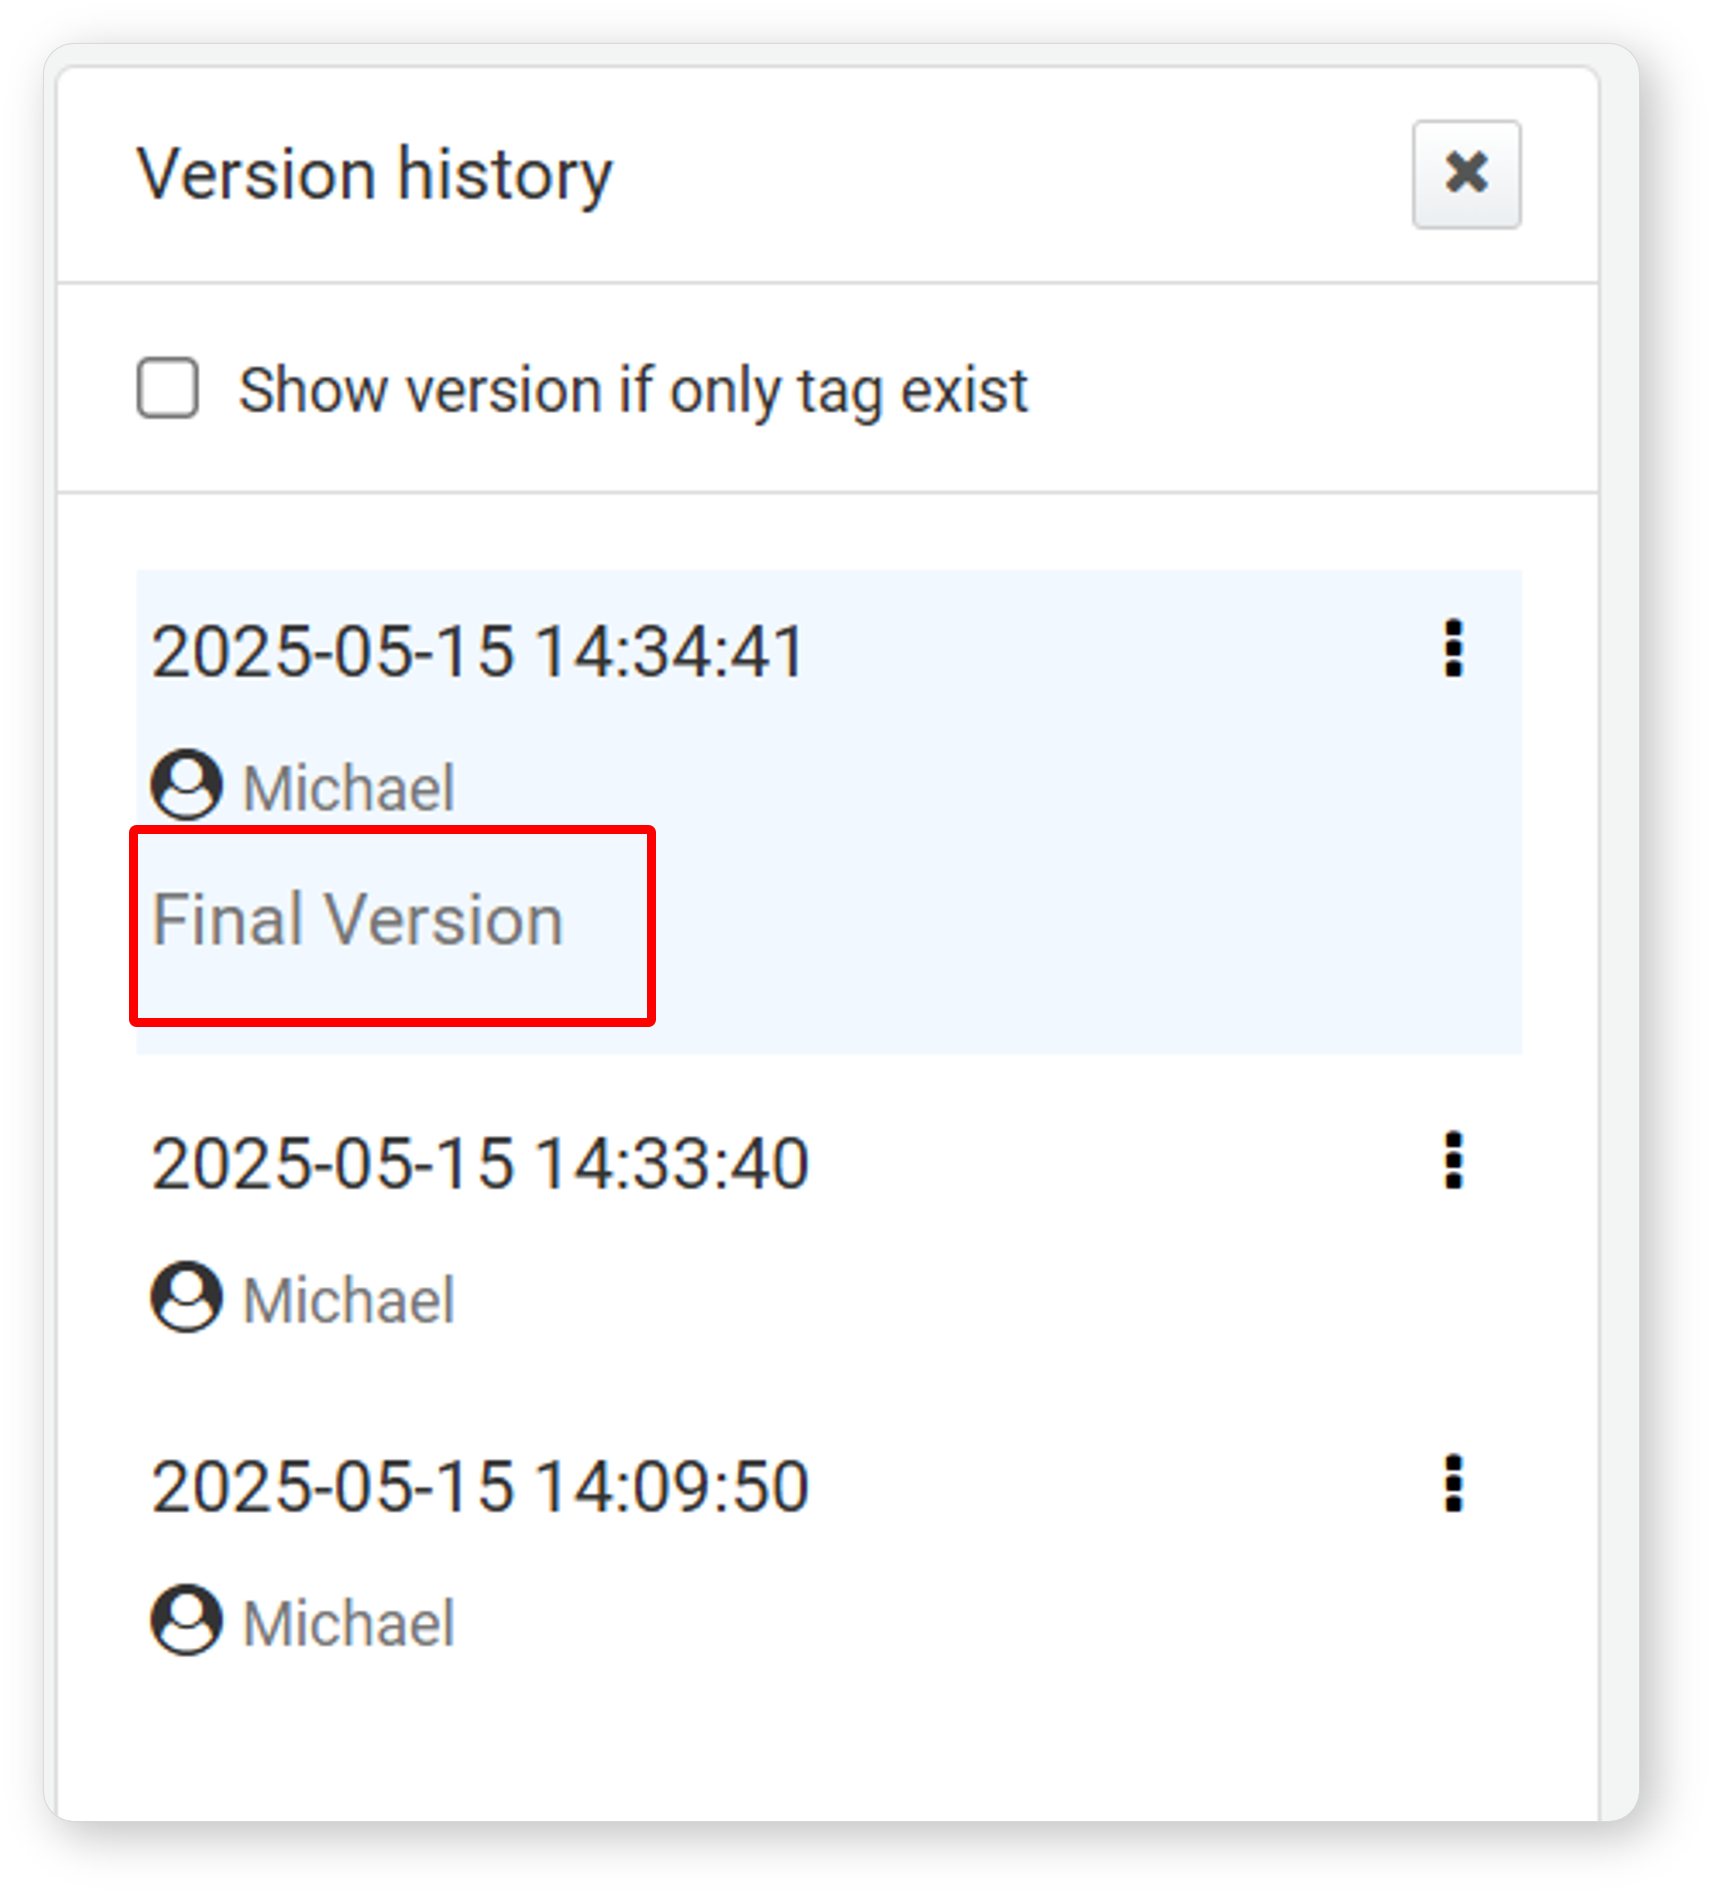 Version history
Show version if only tag exist
2025-05-15 14:34:41
Michael
Final Version
2025-05-15 14:33:40
Michael
2025-05-15 14:09:50
Michael